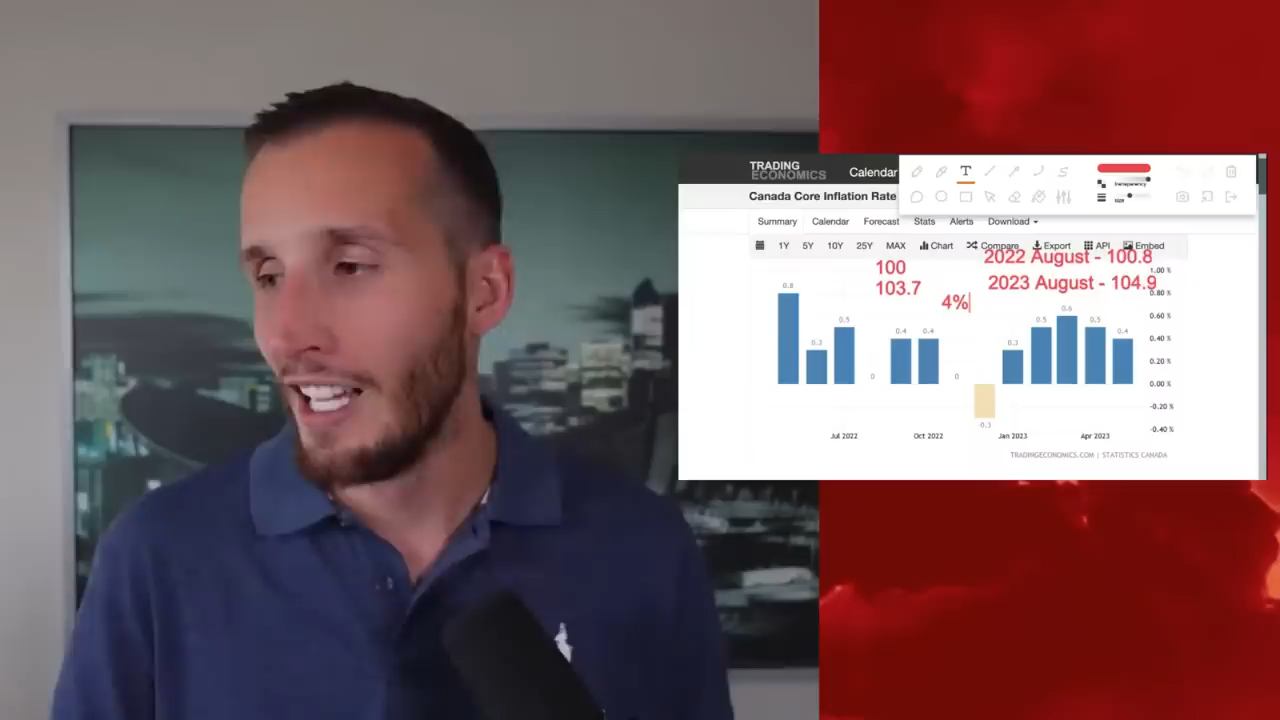 TRADING
ECONOMICS
Calendar
T
Transparency
Canada Core Inflation Rate
Summary Calendar Forecast Stats Alerts Download
1Y 5Y 10Y 25Y MAX Chart Compare Export API Embed
2022 August - 100.8
2023 August - 104.9
100
103.7
4%
1.00 %
0.80 %
0.60 %
0.40 %
0.20 %
0.00 %
-0.20 %
-0.40 %
0.8
0.3
0.5
0
0.4
0.4
0
-0.3
0.3
0.5
0.6
0.5
0.4
Jul 2022 Oct 2022 Jan 2023 Apr 2023
TRADINGECONOMICS.COM | STATISTICS CANADA